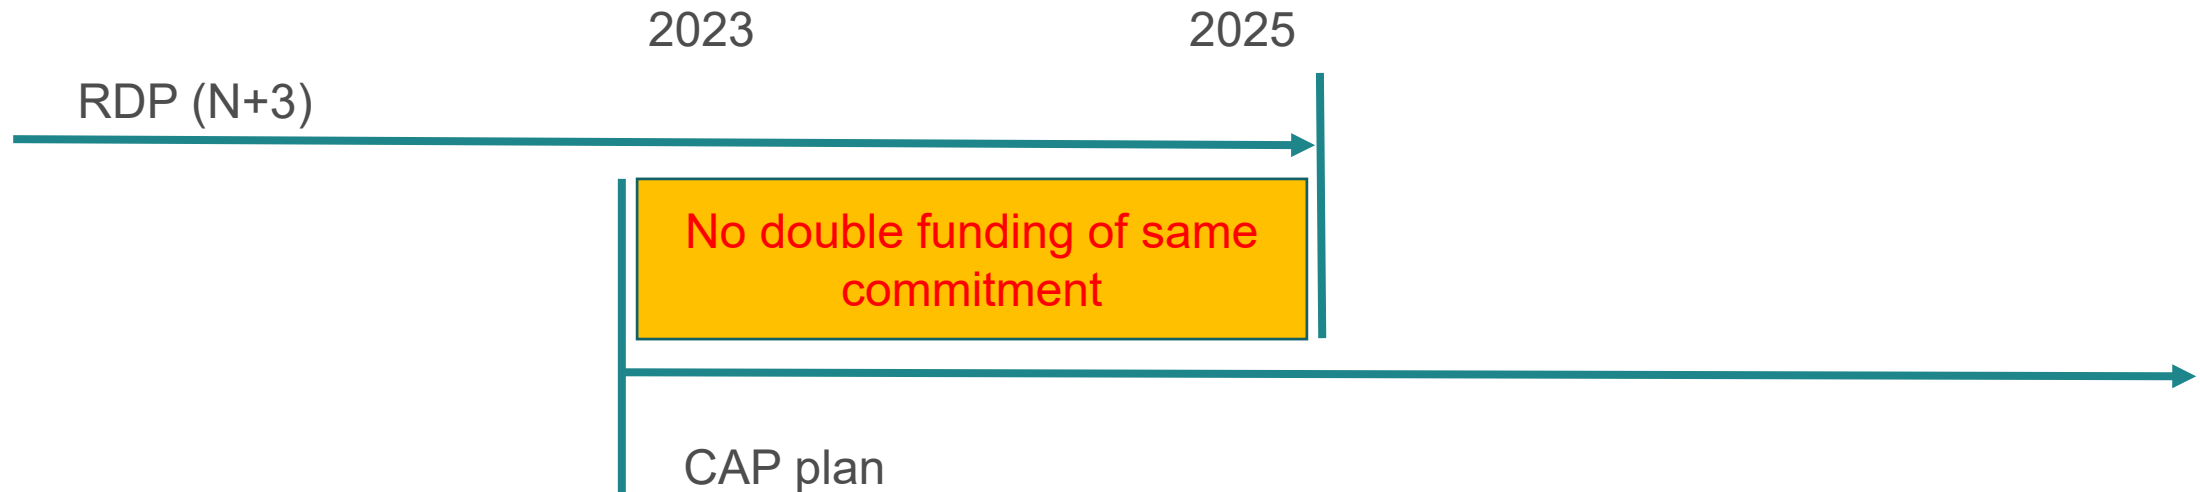 2023 2025
RDP (N+3)
No double funding of same
commitment
CAP plan